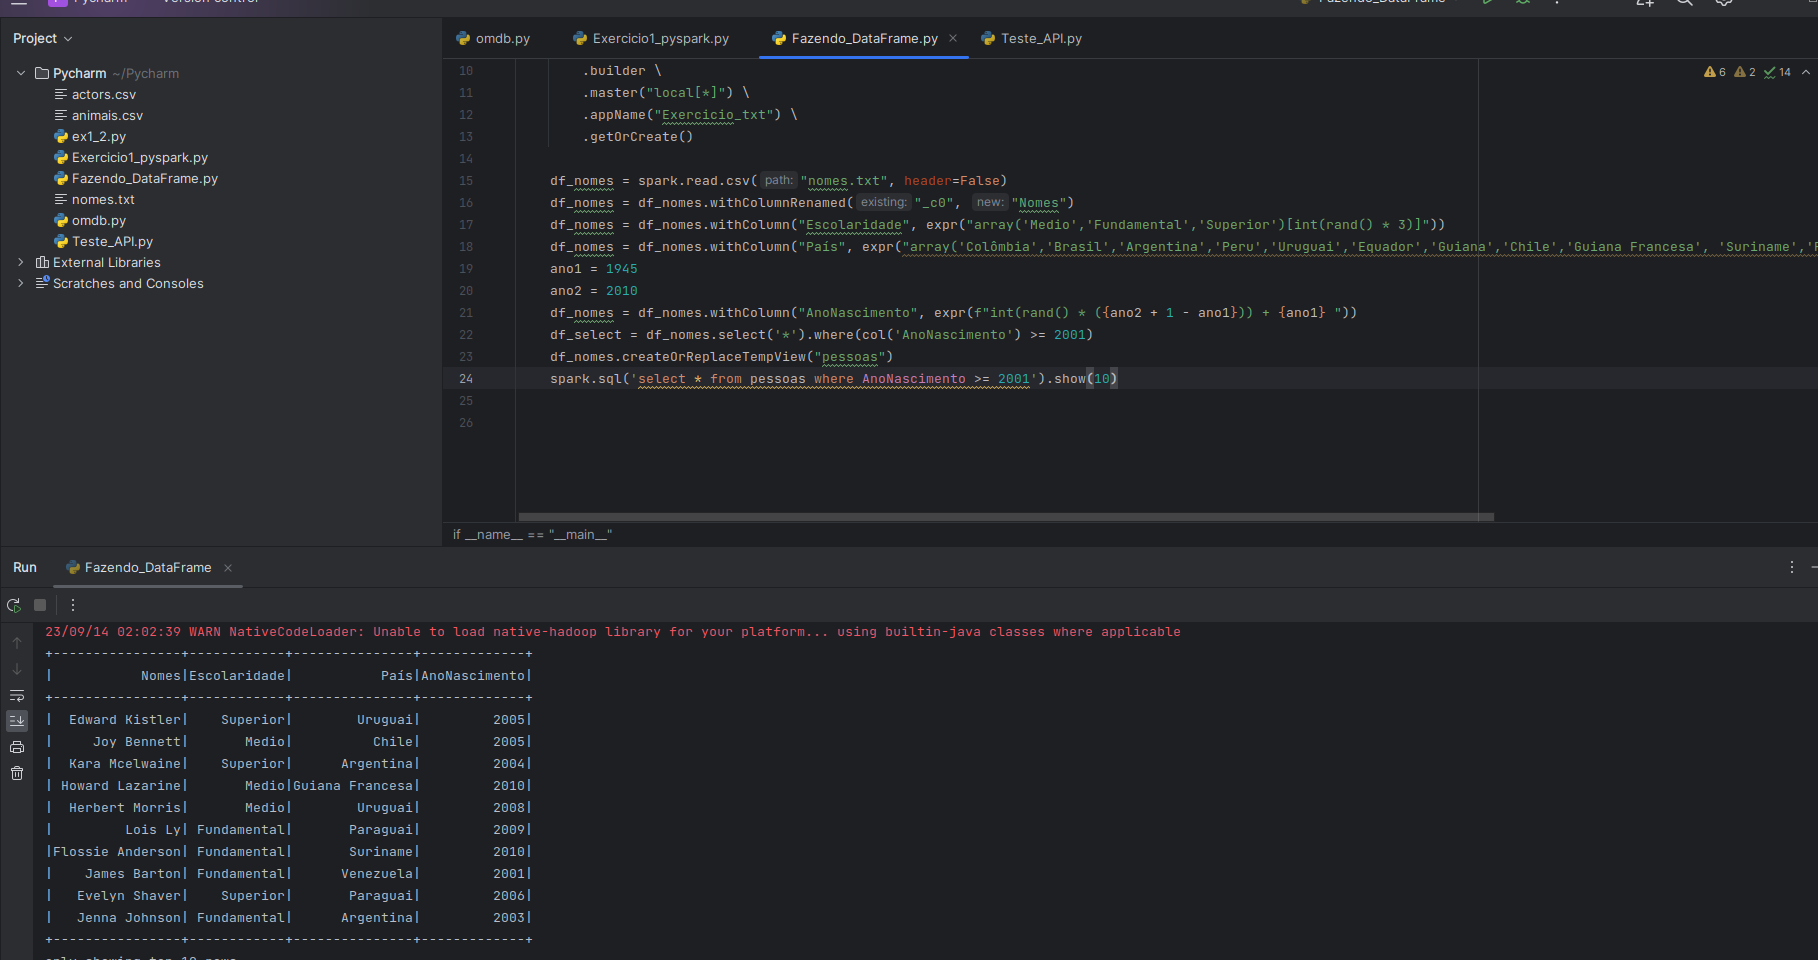 Pycharm Version control Fazendo_DataFrame
Project
omdb.py Exercicio1_pyspark.py Fazendo_DataFrame.py Teste_API.py
Pycharm ~/Pycharm
actors.csv
animais.csv
ex1_2.py
Exercicio1_pyspark.py
Fazendo_DataFrame.py
nomes.txt
omdb.py
Teste_API.py
External Libraries
Scratches and Consoles
6 2 14
10 .builder \
11 .master("local[*]") \
12 .appName("Exercicio_txt") \
13 .getOrCreate()
14
15 df_nomes = spark.read.csv( path: "nomes.txt", header=False)
16 df_nomes = df_nomes.withColumnRenamed( existing: "_c0", new: "Nomes")
17 df_nomes = df_nomes.withColumn("Escolaridade", expr("array('Medio','Fundamental','Superior')[int(rand() * 3)]"))
18 df_nomes = df_nomes.withColumn("País", expr("array('Colômbia','Brasil','Argentina','Peru','Uruguai','Equador','Guiana','Chile','Guiana Francesa', 'Suriname','
19 ano1 = 1945
20 ano2 = 2010
21 df_nomes = df_nomes.withColumn("AnoNascimento", expr(f"int(rand() * ({ano2 + 1 - ano1})) + {ano1} "))
22 df_select = df_nomes.select('*').where(col('AnoNascimento') >= 2001)
23 df_nomes.createOrReplaceTempView("pessoas")
24 spark.sql('select * from pessoas where AnoNascimento >= 2001').show(10)
25
26
if __name__ == "__main__"
Run Fazendo_DataFrame
23/09/14 02:02:39 WARN NativeCodeLoader: Unable to load native-hadoop library for your platform... using builtin-java classes where applicable
+----------------+------------+---------------+-------------+
|           Nomes|Escolaridade|           País|AnoNascimento|
+----------------+------------+---------------+-------------+
|  Edward Kistler|    Superior|        Uruguai|         2005|
|     Joy Bennett|       Medio|          Chile|         2005|
|  Kara Mcelwaine|    Superior|      Argentina|         2004|
| Howard Lazarine|       Medio|Guiana Francesa|         2010|
|  Herbert Morris|       Medio|        Uruguai|         2008|
|         Lois Ly| Fundamental|       Paraguai|         2009|
|Flossie Anderson| Fundamental|       Suriname|         2010|
|    James Barton| Fundamental|      Venezuela|         2001|
|   Evelyn Shaver|    Superior|       Paraguai|         2006|
|   Jenna Johnson| Fundamental|      Argentina|         2003|
+----------------+------------+---------------+-------------+
only showing top 10 rows